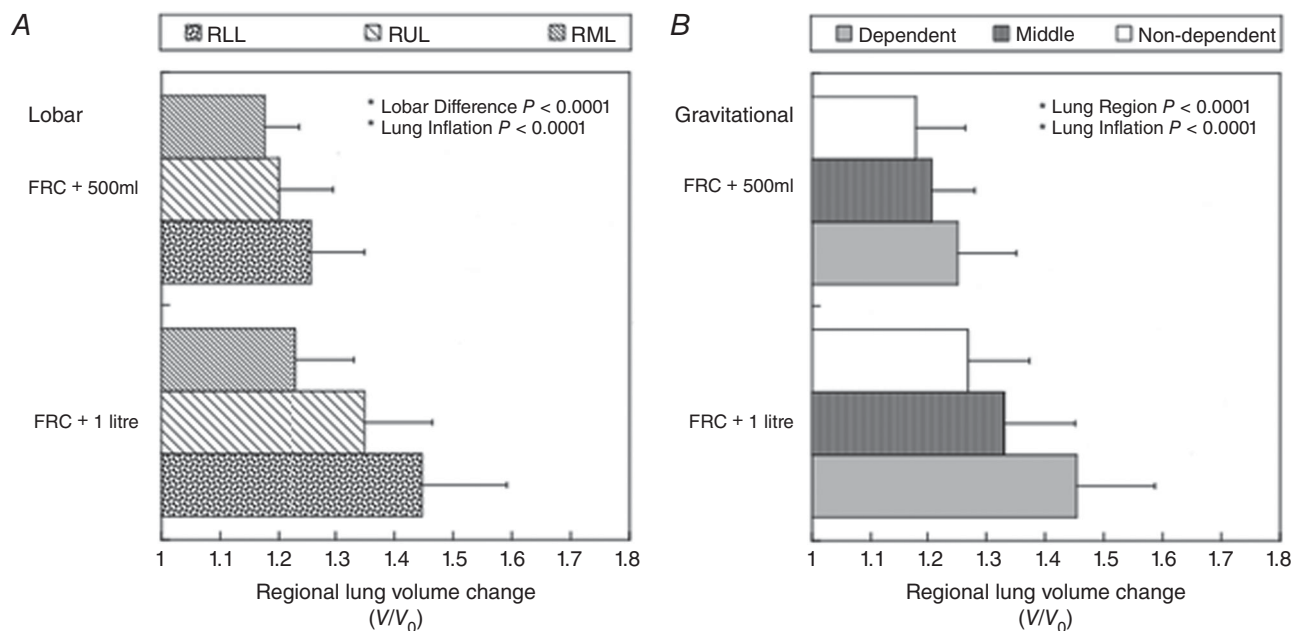 A
RLL RUL RML
Lobar
* Lobar Difference P < 0.0001
* Lung Inflation P < 0.0001
FRC + 500ml
FRC + 1 litre
1 1.1 1.2 1.3 1.4 1.5 1.6 1.7 1.8
Regional lung volume change
(V/V₀)
B
Dependent Middle Non-dependent
Gravitational
* Lung Region P < 0.0001
* Lung Inflation P < 0.0001
FRC + 500ml
FRC + 1 litre
1 1.1 1.2 1.3 1.4 1.5 1.6 1.7 1.8
Regional lung volume change
(V/V₀)